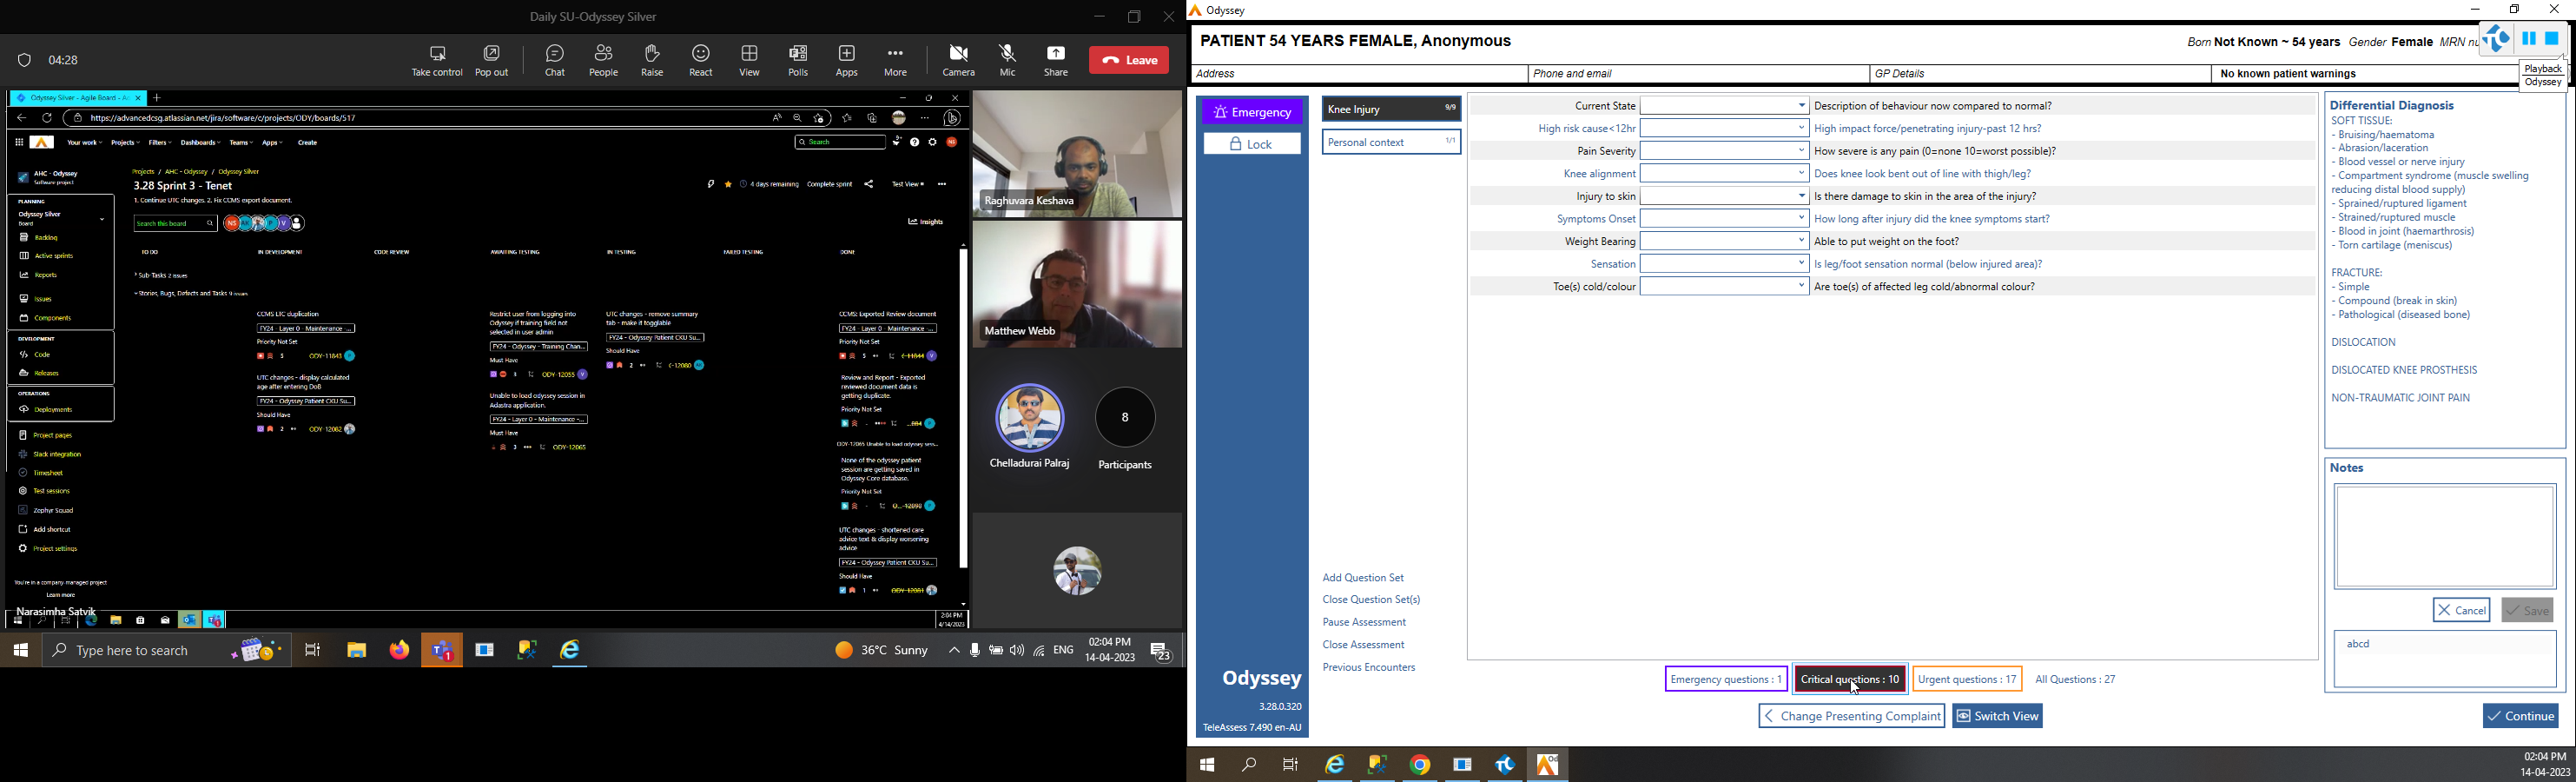 Daily SU-Odyssey Silver
04:28
Take control
Pop out
Chat
People
Raise
React
View
Polls
Apps
More
Camera
Mic
Share
Leave
Odyssey Silver - Agile Board - A
https://advancedcsg.atlassian.net/jira/software/c/projects/ODY/boards/517
Your work
Projects
Filters
Dashboards
Teams
Apps
Create
Search
AHC - Odyssey
Software project
PLANNING
Odyssey Silver
Board
Backlog
Active sprints
Reports
Issues
Components
DEVELOPMENT
Code
Releases
OPERATIONS
Deployments
Project pages
Slack integration
Timesheet
Test sessions
Zephyr Squad
Add shortcut
Project settings
You're in a company-managed project
Learn more
Projects / AHC - Odyssey / Odyssey Silver
3.28 Sprint 3 - Tenet
1. Continue UTC changes. 2. Fix CCMS export document.
4 days remaining
Complete sprint
Test View
Search this board
NS
V
Insights
TO DO
IN DEVELOPMENT
CODE REVIEW
AWAITING TESTING
IN TESTING
FAILED TESTING
DONE
Sub-Tasks 2 issues
Stories, Bugs, Defects and Tasks 9 issues
CCMS LTC duplication
FY24 - Layer 0 - Maintenance -...
Priority Not Set
5
ODY-11843
UTC changes - display calculated
age after entering DoB
FY24 - Odyssey Patient CKU Su...
Should Have
2
ODY-12082
Restrict user from logging into
Odyssey if training field not
selected in user admin
FY24 - Odyssey - Training Chan...
Must Have
ODY-12055
Unable to load odyssey session in
Adastra application.
FY24 - Layer 0 - Maintenance -...
Must Have
3
ODY-12065
UTC changes - remove summary
tab - make it togglable
FY24 - Odyssey Patient CKU Su...
Should Have
2
CCMS: Exported Review document
FY24 - Layer 0 - Maintenance -...
Priority Not Set
5
Review and Report - Exported
reviewed document data is
getting duplicate.
Priority Not Set
ODY-12065 Unable to load odyssey sess...
None of the odyssey patient
session are getting saved in
Odyssey Core database.
Priority Not Set
UTC changes - shortened care
advice text & display worsening
advice
FY24 - Odyssey Patient CKU Su...
Should Have
1
ODY-12081
Narasimha Satvik
2:04 PM
4/14/2023
Raghuvara Keshava
Matthew Webb
Chelladurai Palraj
8
Participants
Type here to search
36°C Sunny
ENG
02:04 PM
14-04-2023
23
Odyssey
PATIENT 54 YEARS FEMALE, Anonymous
Born Not Known ~ 54 years Gender Female MRN nu
Address
Phone and email
GP Details
No known patient warnings
Playback
Odyssey
Emergency
Lock
Knee Injury 9/9
Personal context 1/1
Current State Description of behaviour now compared to normal?
High risk cause<12hr High impact force/penetrating injury-past 12 hrs?
Pain Severity How severe is any pain (0=none 10=worst possible)?
Knee alignment Does knee look bent out of line with thigh/leg?
Injury to skin Is there damage to skin in the area of the injury?
Symptoms Onset How long after injury did the knee symptoms start?
Weight Bearing Able to put weight on the foot?
Sensation Is leg/foot sensation normal (below injured area)?
Toe(s) cold/colour Are toe(s) of affected leg cold/abnormal colour?
Differential Diagnosis
SOFT TISSUE:
- Bruising/haematoma
- Abrasion/laceration
- Blood vessel or nerve injury
- Compartment syndrome (muscle swelling
reducing distal blood supply)
- Sprained/ruptured ligament
- Strained/ruptured muscle
- Blood in joint (haemarthrosis)
- Torn cartilage (meniscus)
FRACTURE:
- Simple
- Compound (break in skin)
- Pathological (diseased bone)
DISLOCATION
DISLOCATED KNEE PROSTHESIS
NON-TRAUMATIC JOINT PAIN
Notes
Cancel
Save
abcd
Add Question Set
Close Question Set(s)
Pause Assessment
Close Assessment
Previous Encounters
Odyssey
3.28.0.320
TeleAssess 7.490 en-AU
Emergency questions : 1
Critical questions : 10
Urgent questions : 17
All Questions : 27
Change Presenting Complaint
Switch View
Continue
02:04 PM
14-04-2023